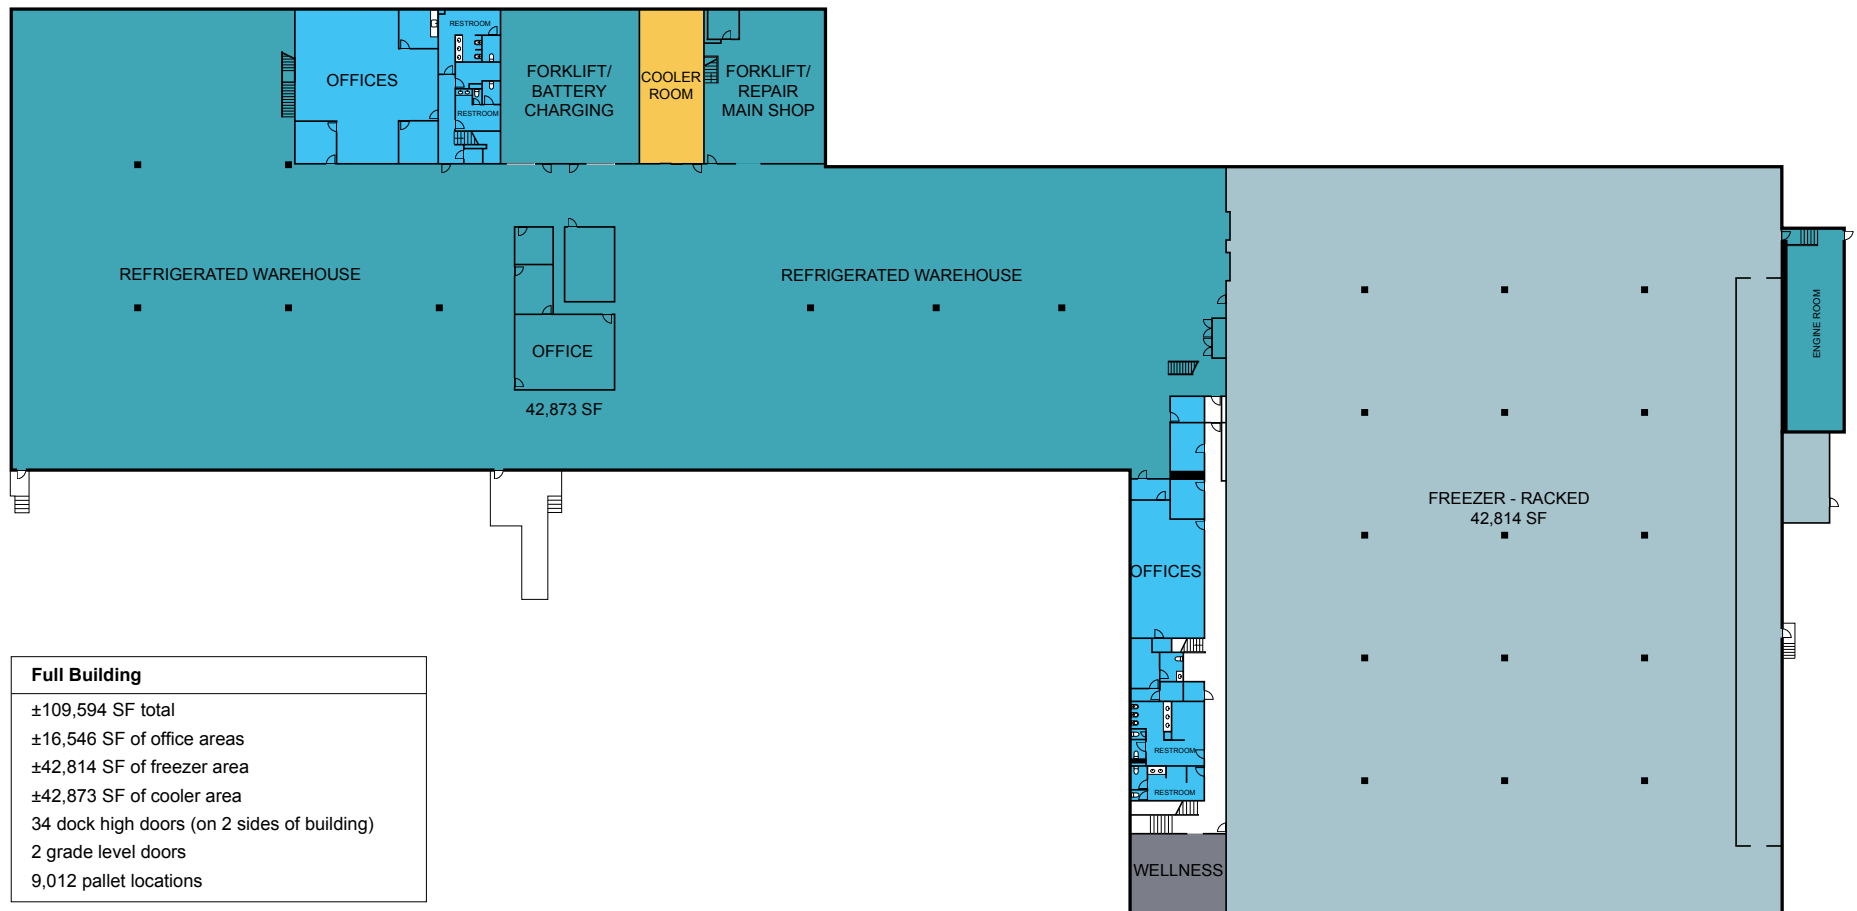 RESTROOM
OFFICES
RESTROOM
FORKLIFT/
BATTERY
CHARGING
COOLER
ROOM
FORKLIFT/
REPAIR
MAIN SHOP
REFRIGERATED WAREHOUSE
REFRIGERATED WAREHOUSE
OFFICE
42,873 SF
ENGINE ROOM
FREEZER - RACKED
42,814 SF
OFFICES
RESTROOM
RESTROOM
WELLNESS
Full Building
±109,594 SF total
±16,546 SF of office areas
±42,814 SF of freezer area
±42,873 SF of cooler area
34 dock high doors (on 2 sides of building)
2 grade level doors
9,012 pallet locations